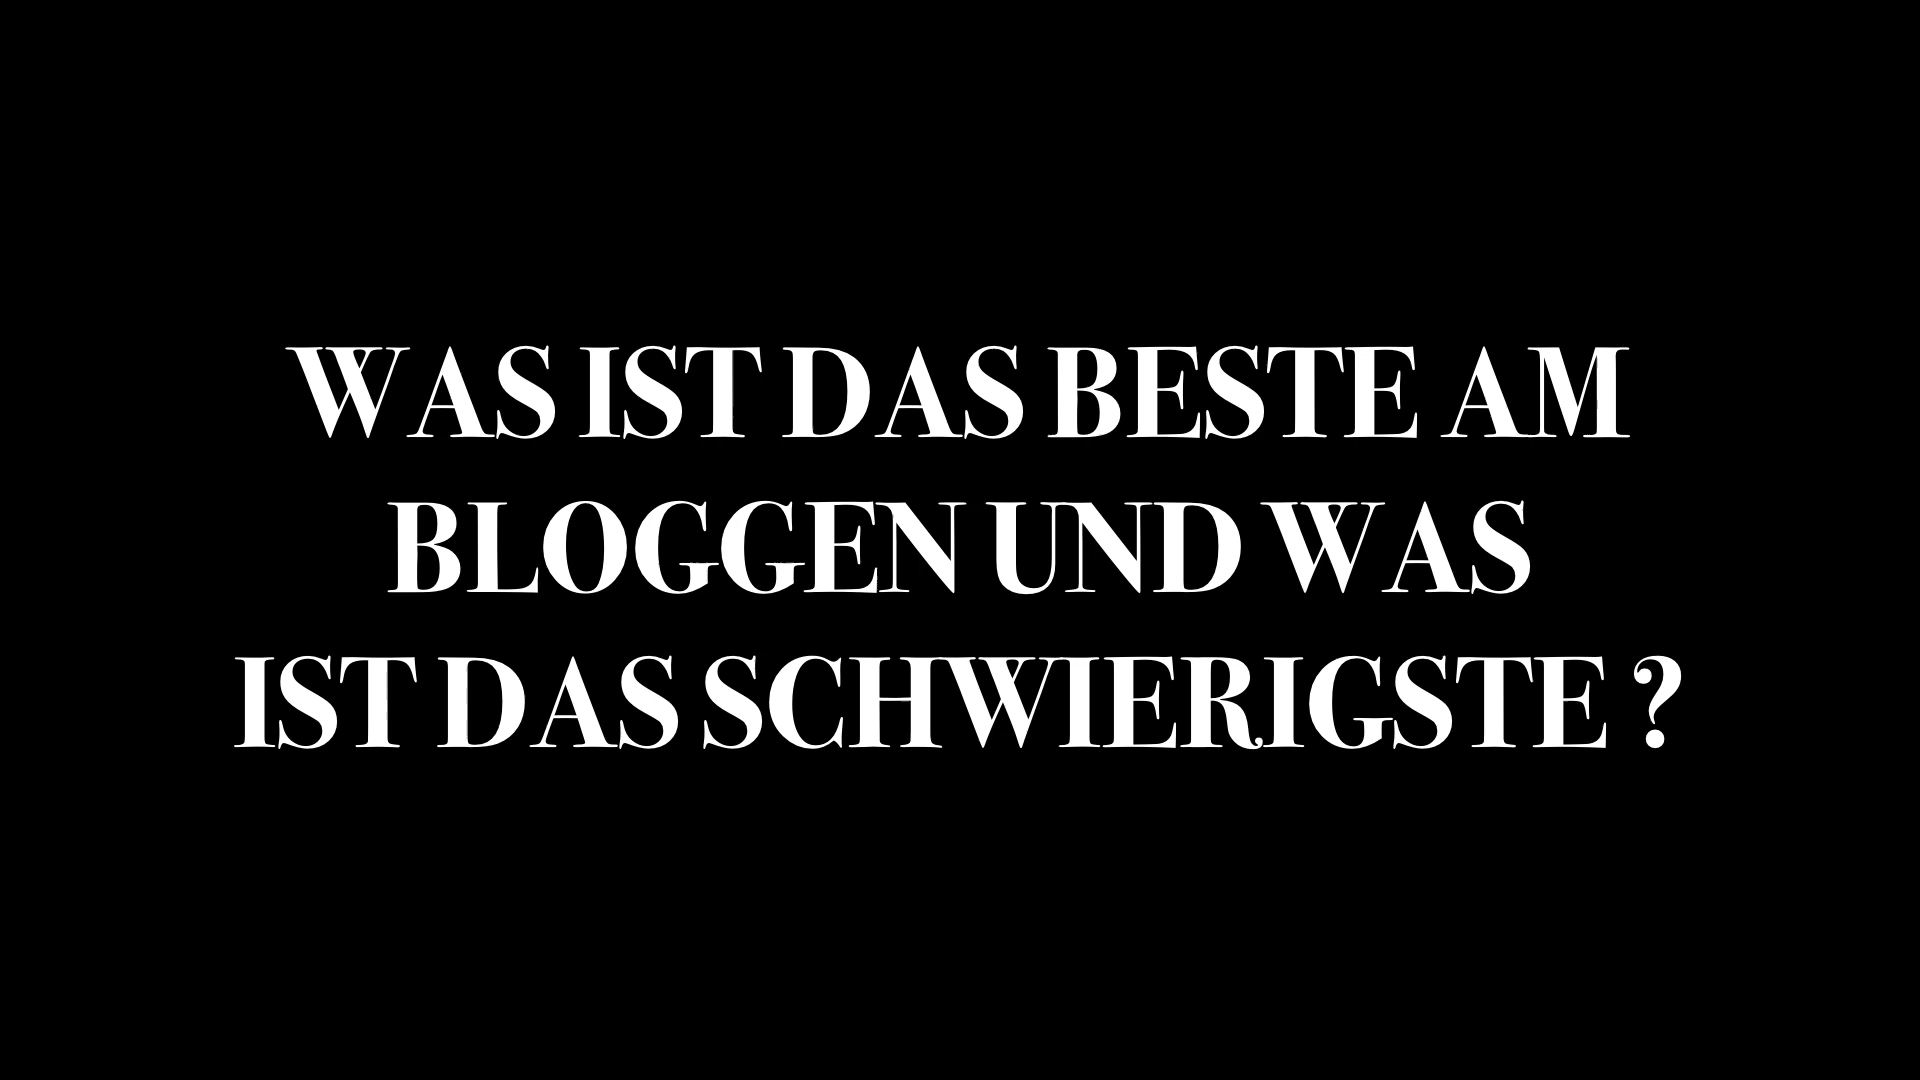 WAS IST DAS BESTE AM
BLOGGEN UND WAS
IST DAS SCHWIERIGSTE ?